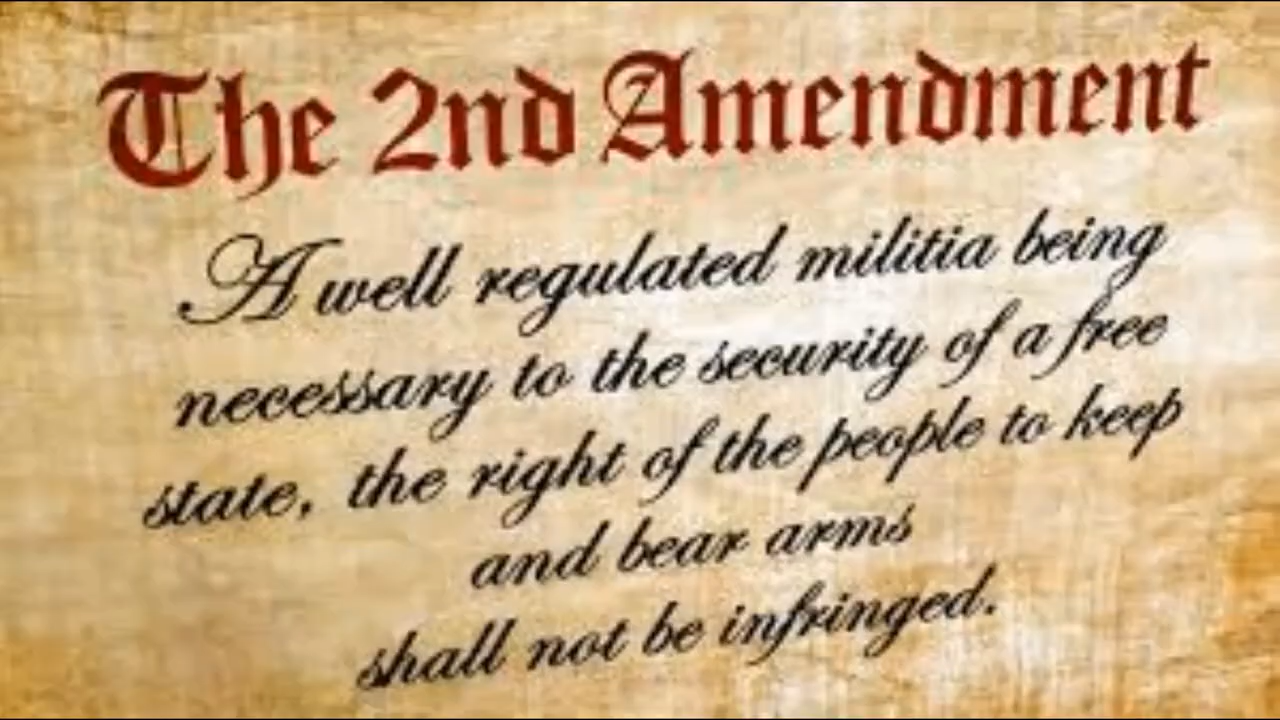 The 2nd Amendment
A well regulated militia being
necessary to the security of a free
state, the right of the people to keep
and bear arms
shall not be infringed.